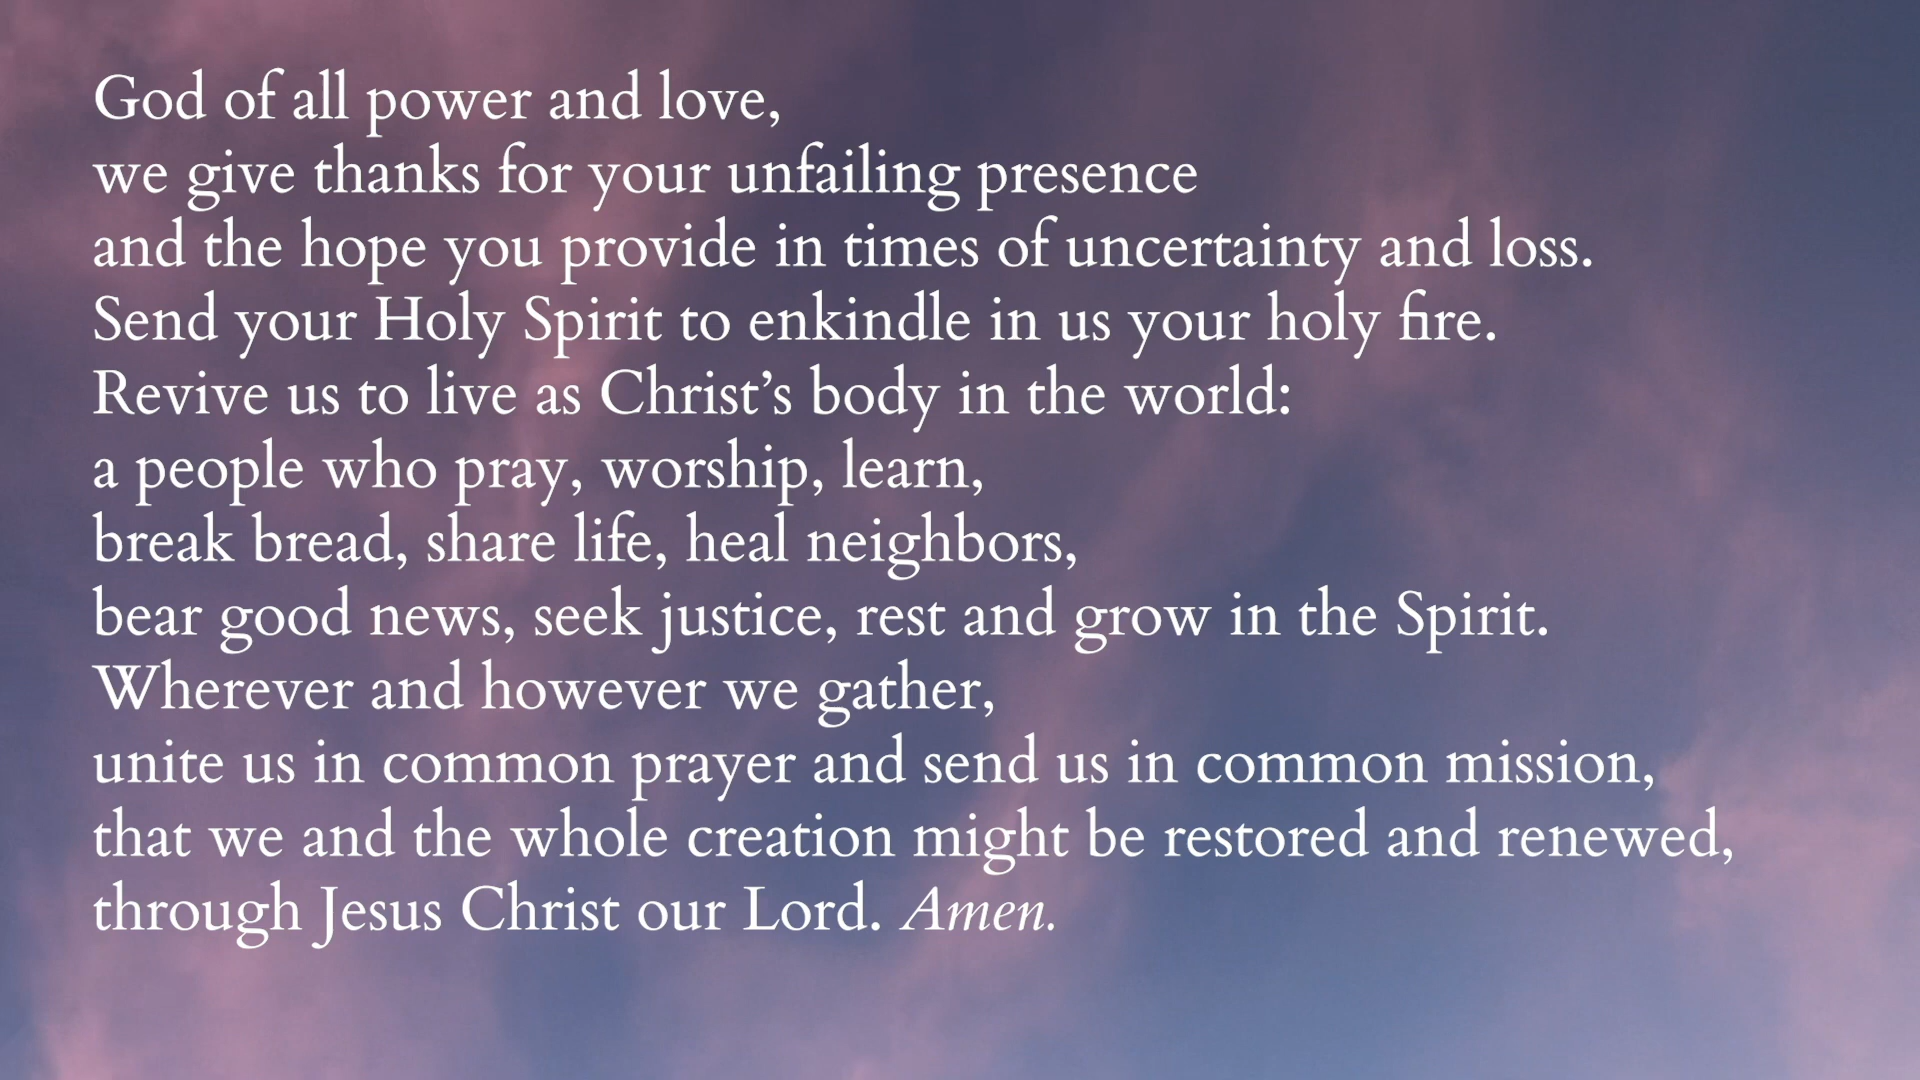 God of all power and love,
we give thanks for your unfailing presence
and the hope you provide in times of uncertainty and loss.
Send your Holy Spirit to enkindle in us your holy fire.
Revive us to live as Christ’s body in the world:
a people who pray, worship, learn,
break bread, share life, heal neighbors,
bear good news, seek justice, rest and grow in the Spirit.
Wherever and however we gather,
unite us in common prayer and send us in common mission,
that we and the whole creation might be restored and renewed,
through Jesus Christ our Lord. Amen.